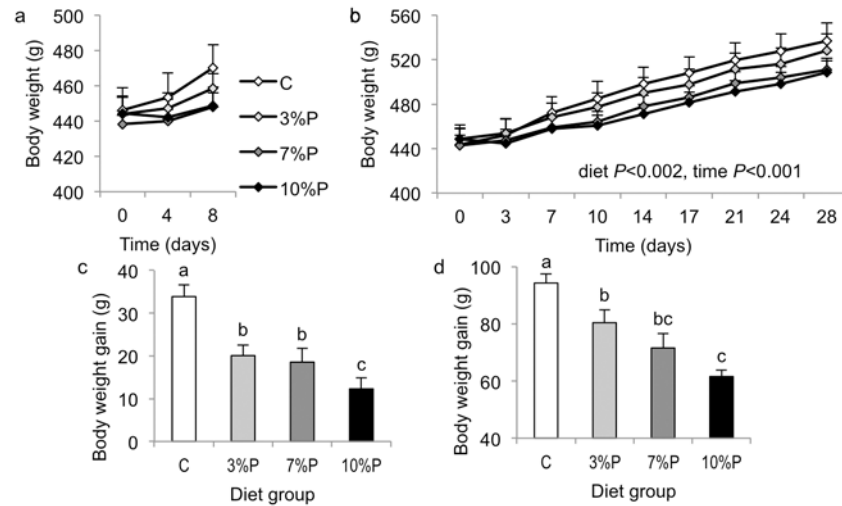 a
Body weight (g)
500
480
460
440
420
400
0 4 8
Time (days)
C
3%P
7%P
10%P
b
Body weight (g)
560
520
480
440
400
diet P<0.002, time P<0.001
0 3 7 10 14 17 21 24 28
Time (days)
c
Body weight gain (g)
40
30
20
10
0
a
b
b
c
C 3%P 7%P 10%P
Diet group
d
Body weight gain (g)
100
80
60
40
a
b
bc
c
C 3%P 7%P 10%P
Diet group